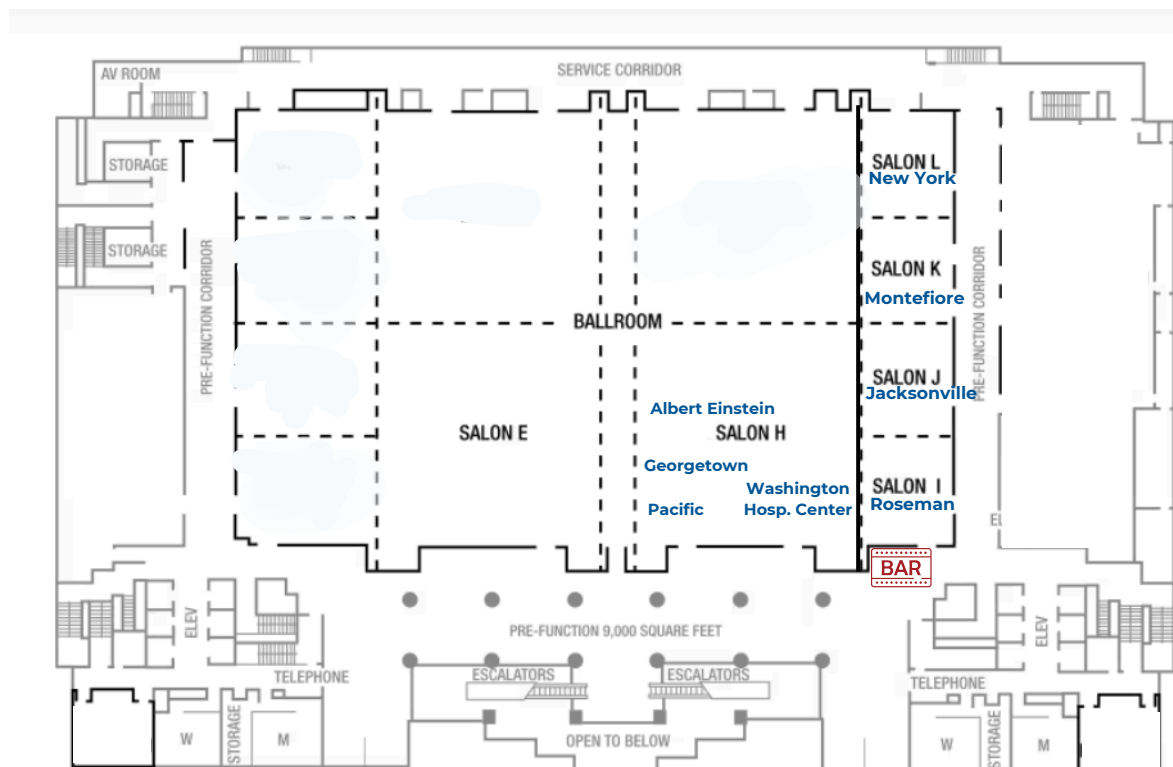 SERVICE CORRIDOR
AV ROOM
STORAGE
SALON L
New York
STORAGE
PRE-FUNCTION CORRIDOR
SALON K
Montefiore
PRE-FUNCTION CORRIDOR
BALLROOM
SALON J
Jacksonville
Albert Einstein
SALON E
SALON H
Georgetown
Washington
Hosp. Center
Pacific
SALON I
Roseman
EL
BAR
ELEV
PRE-FUNCTION 9,000 SQUARE FEET
ELEV
TELEPHONE
ESCALATORS
ESCALATORS
TELEPHONE
W
STORAGE
M
OPEN TO BELOW
W
STORAGE
M